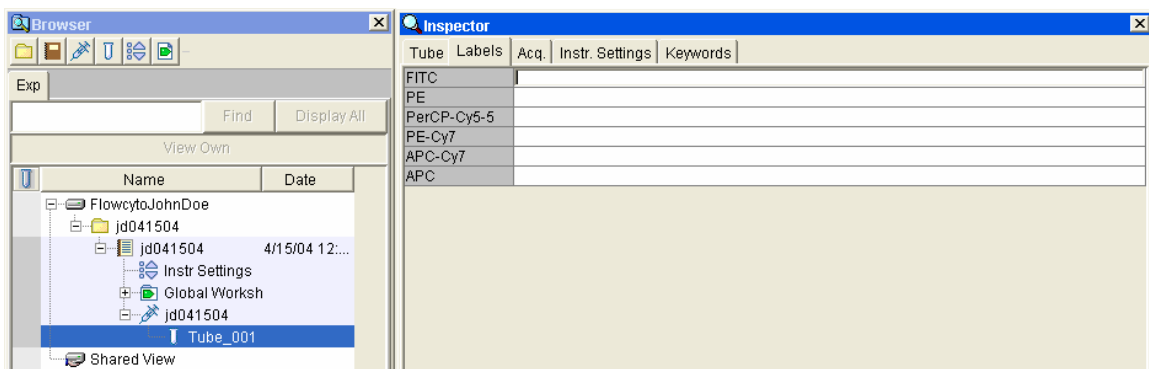 Browser
Exp
Find Display All
View Own
Name Date
FlowcytoJohnDoe
jd041504
jd041504 4/15/04 12:...
Instr Settings
Global Worksh
jd041504
Tube_001
Shared View
Inspector
Tube Labels Acq. Instr. Settings Keywords
FITC
PE
PerCP-Cy5-5
PE-Cy7
APC-Cy7
APC